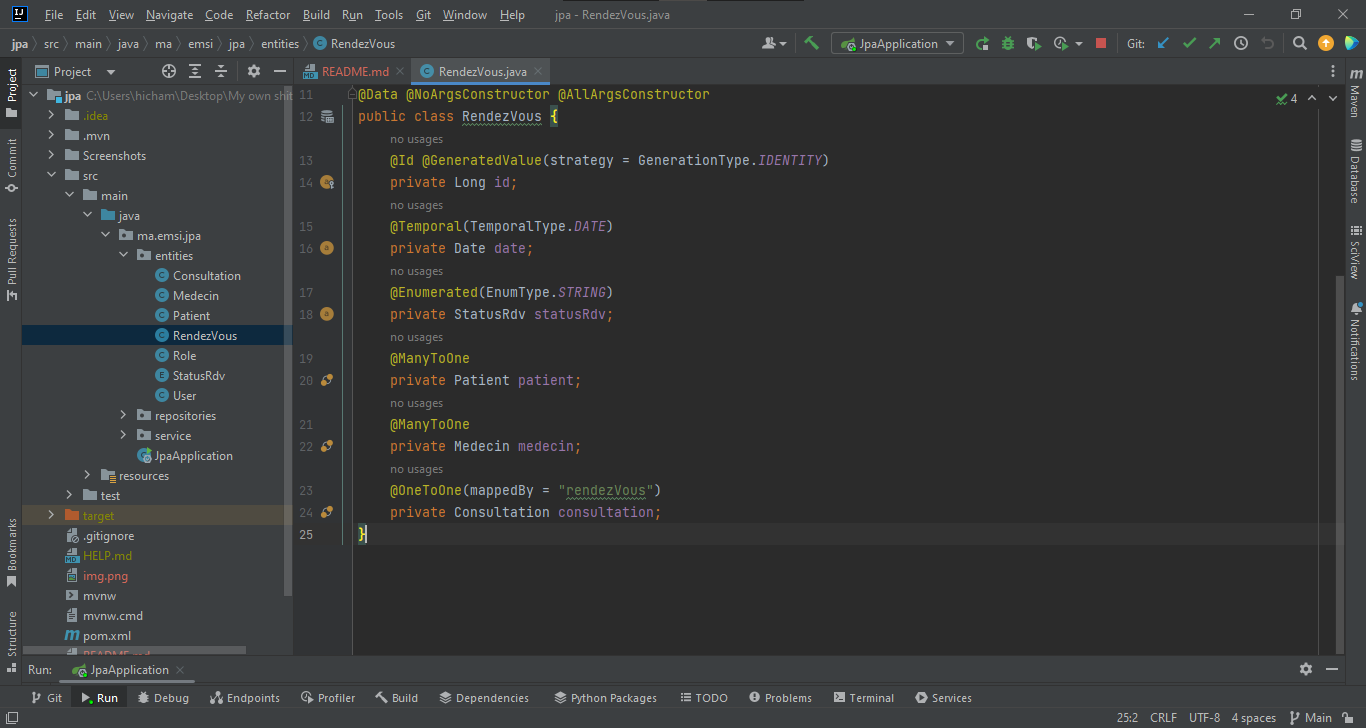 File Edit View Navigate Code Refactor Build Run Tools Git Window Help jpa - RendezVous.java
jpa src main java ma emsi jpa entities RendezVous JpaApplication Git:
Project README.md RendezVous.java
jpa C:\Users\hicham\Desktop\My own shit
.idea
.mvn
Screenshots
src
main
java
ma.emsi.jpa
entities
Consultation
Medecin
Patient
RendezVous
Role
StatusRdv
User
repositories
service
JpaApplication
resources
test
target
.gitignore
HELP.md
img.png
mvnw
mvnw.cmd
pom.xml
README.md
11 @Data @NoArgsConstructor @AllArgsConstructor
4
12 public class RendezVous {
no usages
13 @Id @GeneratedValue(strategy = GenerationType.IDENTITY)
14 private Long id;
no usages
15 @Temporal(TemporalType.DATE)
16 private Date date;
no usages
17 @Enumerated(EnumType.STRING)
18 private StatusRdv statusRdv;
no usages
19 @ManyToOne
20 private Patient patient;
no usages
21 @ManyToOne
22 private Medecin medecin;
no usages
23 @OneToOne(mappedBy = "rendezVous")
24 private Consultation consultation;
25 }
Project
Commit
Pull Requests
Bookmarks
Structure
Maven
Database
SciView
Notifications
Run: JpaApplication
Git Run Debug Endpoints Profiler Build Dependencies Python Packages TODO Problems Terminal Services
25:2 CRLF UTF-8 4 spaces Main